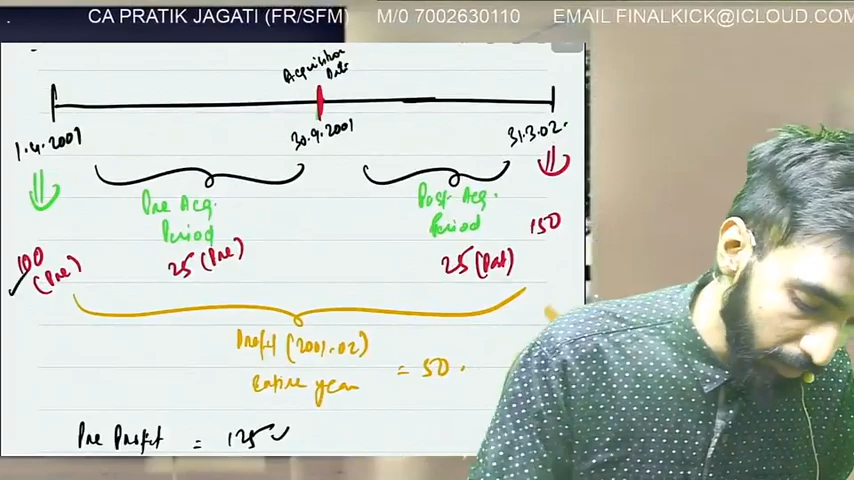 CA PRATIK JAGATI (FR/SFM) M/0 7002630110 EMAIL FINALKICK@ICLOUD.COM
Acquisition
Date
1.4.2001
30.9.2001
31.3.02.
Pre Acq.
Period
Post Acq.
Period
150
100
(Pre)
25 (Pre)
25 (Post)
Profit (2001.02)
Entire year
= 50.
Pre Profit = 125